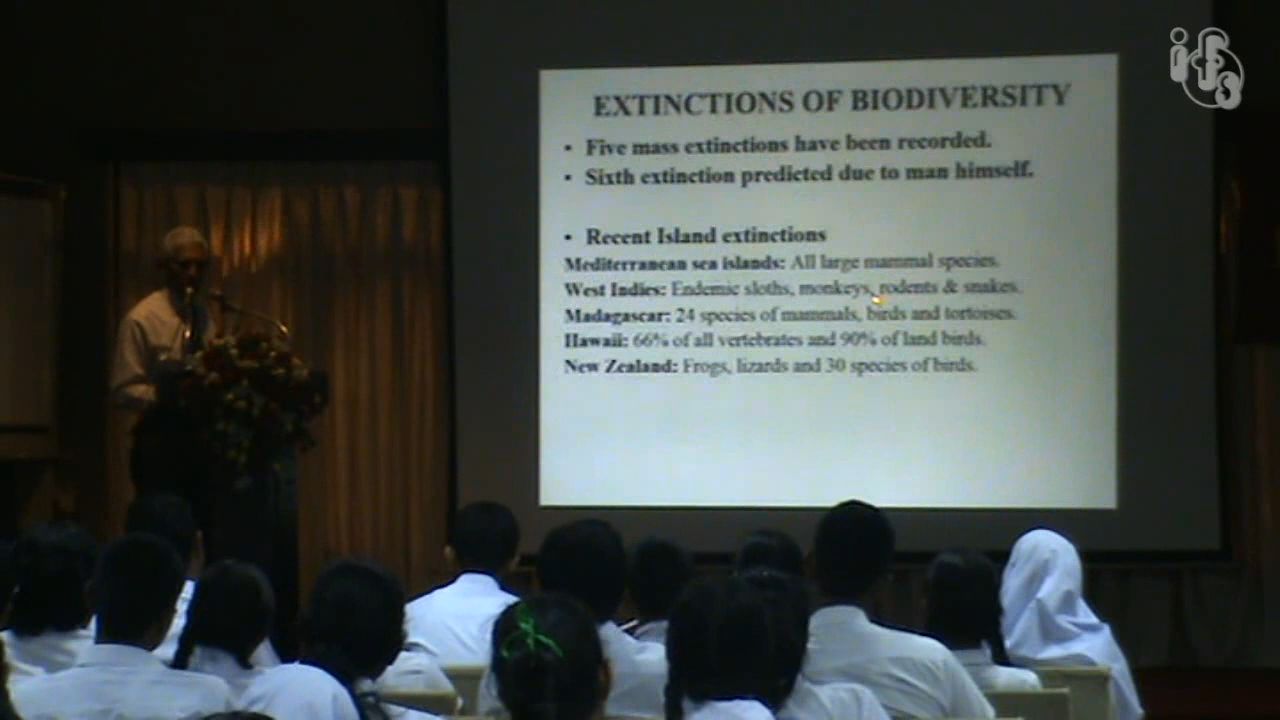 EXTINCTIONS OF BIODIVERSITY
• Five mass extinctions have been recorded.
• Sixth extinction predicted due to man himself.
• Recent Island extinctions
Mediterranean sea islands: All large mammal species.
West Indies: Endemic sloths, monkeys, rodents & snakes.
Madagascar: 24 species of mammals, birds and tortoises.
Hawaii: 66% of all vertebrates and 90% of land birds.
New Zealand: Frogs, lizards and 30 species of birds.